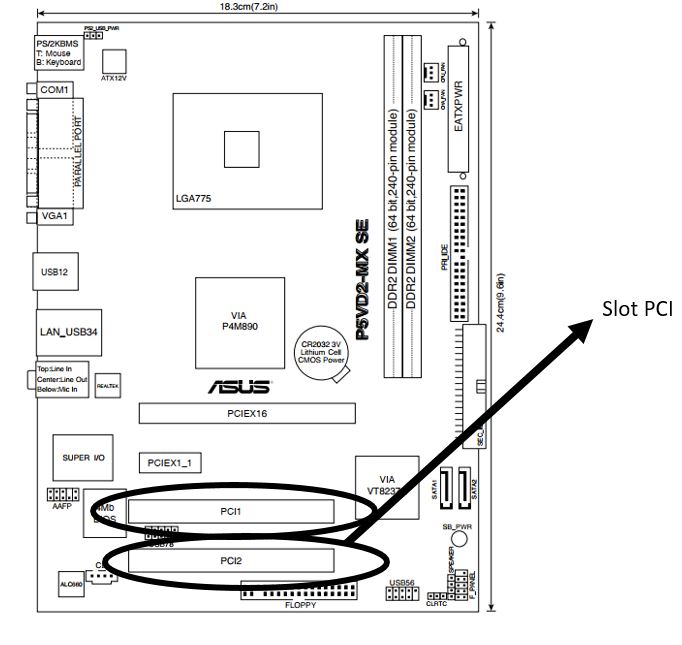 18.3cm(7.2in)
PS2_USB_PWR
PS/2KBMS
T: Mouse
B: Keyboard
ATX12V
COM1
PARALLEL PORT
VGA1
LGA775
CPU_FAN
CHA_FAN
EATXPWR
DDR2 DIMM1 (64 bit,240-pin module)
DDR2 DIMM2 (64 bit,240-pin module)
P5VD2-MX SE
PRI_IDE
24.4cm(9.6in)
USB12
LAN_USB34
VIA
P4M890
CR2032 3V
Lithium Cell
CMOS Power
Slot PCI
Top:Line In
Center:Line Out
Below:Mic In
REALTEK
ASUS
PCIEX16
SUPER I/O
PCIEX1_1
VIA
VT8237
SATA1
SATA2
AAFP
4Mb
BIOS
PCI1
SB_PWR
PCI2
ALC660
FLOPPY
USB56
CLRTC
SPEAKER
F_PANEL